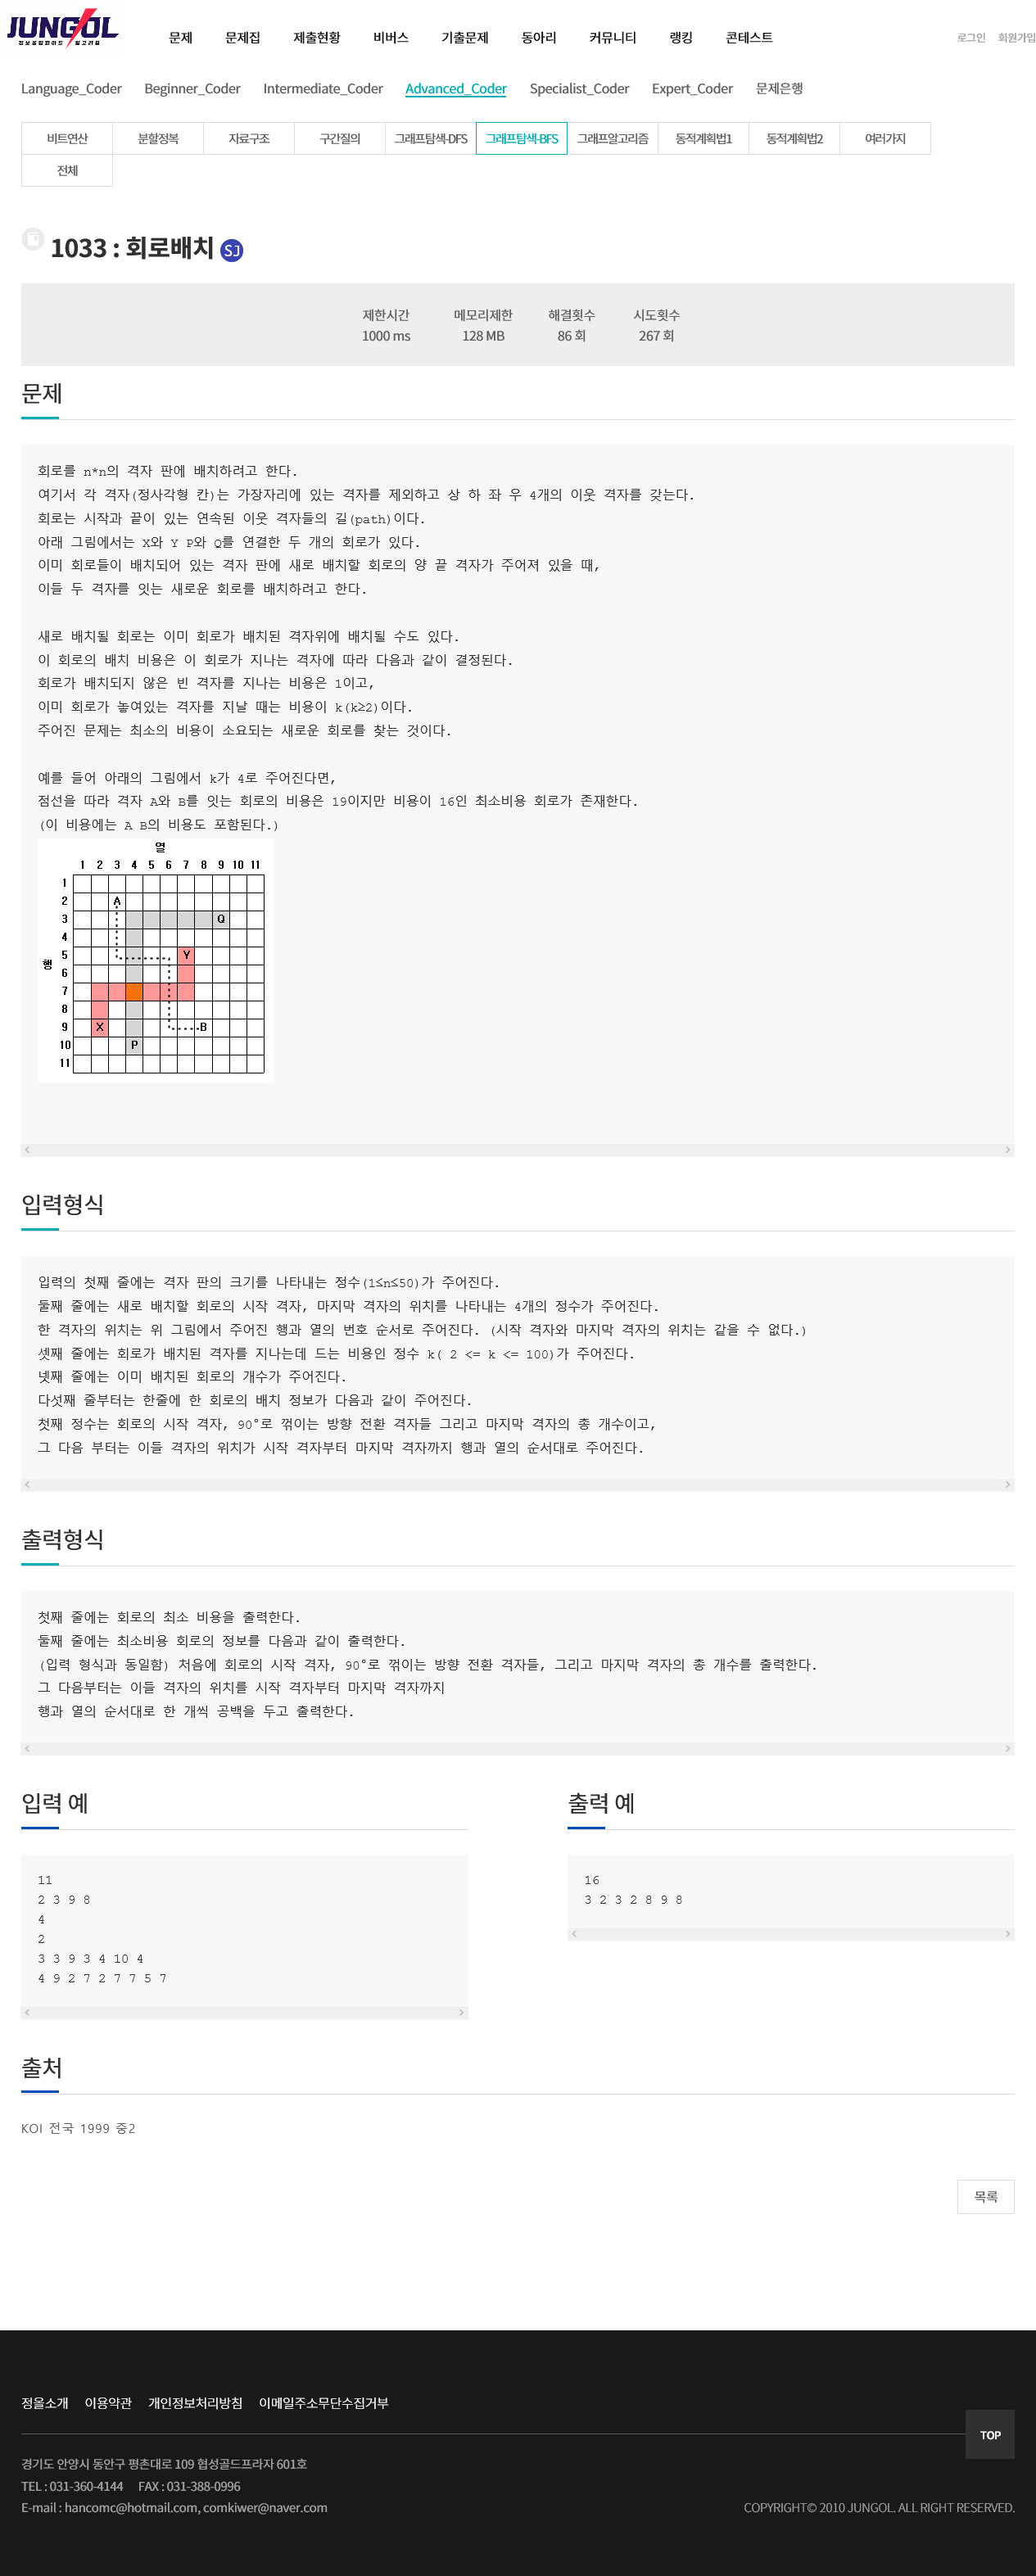 JUNGOL
정보올림피아드 & 알고리즘
문제 문제집 제출현황 비버스 기출문제 동아리 커뮤니티 랭킹 콘테스트 로그인 회원가입
Language_Coder Beginner_Coder Intermediate_Coder Advanced_Coder Specialist_Coder Expert_Coder 문제은행
비트연산 분할정복 자료구조 구간질의 그래프탐색-DFS 그래프탐색-BFS 그래프알고리즘 동적계획법1 동적계획법2 여러가지
전체
1033 : 회로배치 SJ
제한시간 메모리제한 해결횟수 시도횟수
1000 ms 128 MB 86 회 267 회
문제
회로를 n*n의 격자 판에 배치하려고 한다.
여기서 각 격자(정사각형 칸)는 가장자리에 있는 격자를 제외하고 상 하 좌 우 4개의 이웃 격자를 갖는다.
회로는 시작과 끝이 있는 연속된 이웃 격자들의 길(path)이다.
아래 그림에서는 X와 Y P와 Q를 연결한 두 개의 회로가 있다.
이미 회로들이 배치되어 있는 격자 판에 새로 배치할 회로의 양 끝 격자가 주어져 있을 때,
이들 두 격자를 잇는 새로운 회로를 배치하려고 한다.
새로 배치될 회로는 이미 회로가 배치된 격자위에 배치될 수도 있다.
이 회로의 배치 비용은 이 회로가 지나는 격자에 따라 다음과 같이 결정된다.
회로가 배치되지 않은 빈 격자를 지나는 비용은 1이고,
이미 회로가 놓여있는 격자를 지날 때는 비용이 k(k≥2)이다.
주어진 문제는 최소의 비용이 소요되는 새로운 회로를 찾는 것이다.
예를 들어 아래의 그림에서 k가 4로 주어진다면,
점선을 따라 격자 A와 B를 잇는 회로의 비용은 19이지만 비용이 16인 최소비용 회로가 존재한다.
(이 비용에는 A B의 비용도 포함된다.)
열
1 2 3 4 5 6 7 8 9 10 11
1
2 A
3 Q
4
5 Y
행
6
7
8
9 X B
10 P
11
입력형식
입력의 첫째 줄에는 격자 판의 크기를 나타내는 정수(1≤n≤50)가 주어진다.
둘째 줄에는 새로 배치할 회로의 시작 격자, 마지막 격자의 위치를 나타내는 4개의 정수가 주어진다.
한 격자의 위치는 위 그림에서 주어진 행과 열의 번호 순서로 주어진다. (시작 격자와 마지막 격자의 위치는 같을 수 없다.)
셋째 줄에는 회로가 배치된 격자를 지나는데 드는 비용인 정수 k( 2 <= k <= 100)가 주어진다.
넷째 줄에는 이미 배치된 회로의 개수가 주어진다.
다섯째 줄부터는 한줄에 한 회로의 배치 정보가 다음과 같이 주어진다.
첫째 정수는 회로의 시작 격자, 90°로 꺾이는 방향 전환 격자들 그리고 마지막 격자의 총 개수이고,
그 다음 부터는 이들 격자의 위치가 시작 격자부터 마지막 격자까지 행과 열의 순서대로 주어진다.
출력형식
첫째 줄에는 회로의 최소 비용을 출력한다.
둘째 줄에는 최소비용 회로의 정보를 다음과 같이 출력한다.
(입력 형식과 동일함) 처음에 회로의 시작 격자, 90°로 꺾이는 방향 전환 격자들, 그리고 마지막 격자의 총 개수를 출력한다.
그 다음부터는 이들 격자의 위치를 시작 격자부터 마지막 격자까지
행과 열의 순서대로 한 개씩 공백을 두고 출력한다.
입력 예
11
2 3 9 8
4
2
3 3 9 3 4 10 4
4 9 2 7 2 7 7 5 7
출력 예
16
3 2 3 2 8 9 8
출처
KOI 전국 1999 중2
목록
정올소개 이용약관 개인정보처리방침 이메일주소무단수집거부
TOP
경기도 안양시 동안구 평촌대로 109 협성골드프라자 601호
TEL : 031-360-4144 FAX : 031-388-0996
E-mail : hancomc@hotmail.com, comkiwer@naver.com
COPYRIGHT© 2010 JUNGOL. ALL RIGHT RESERVED.